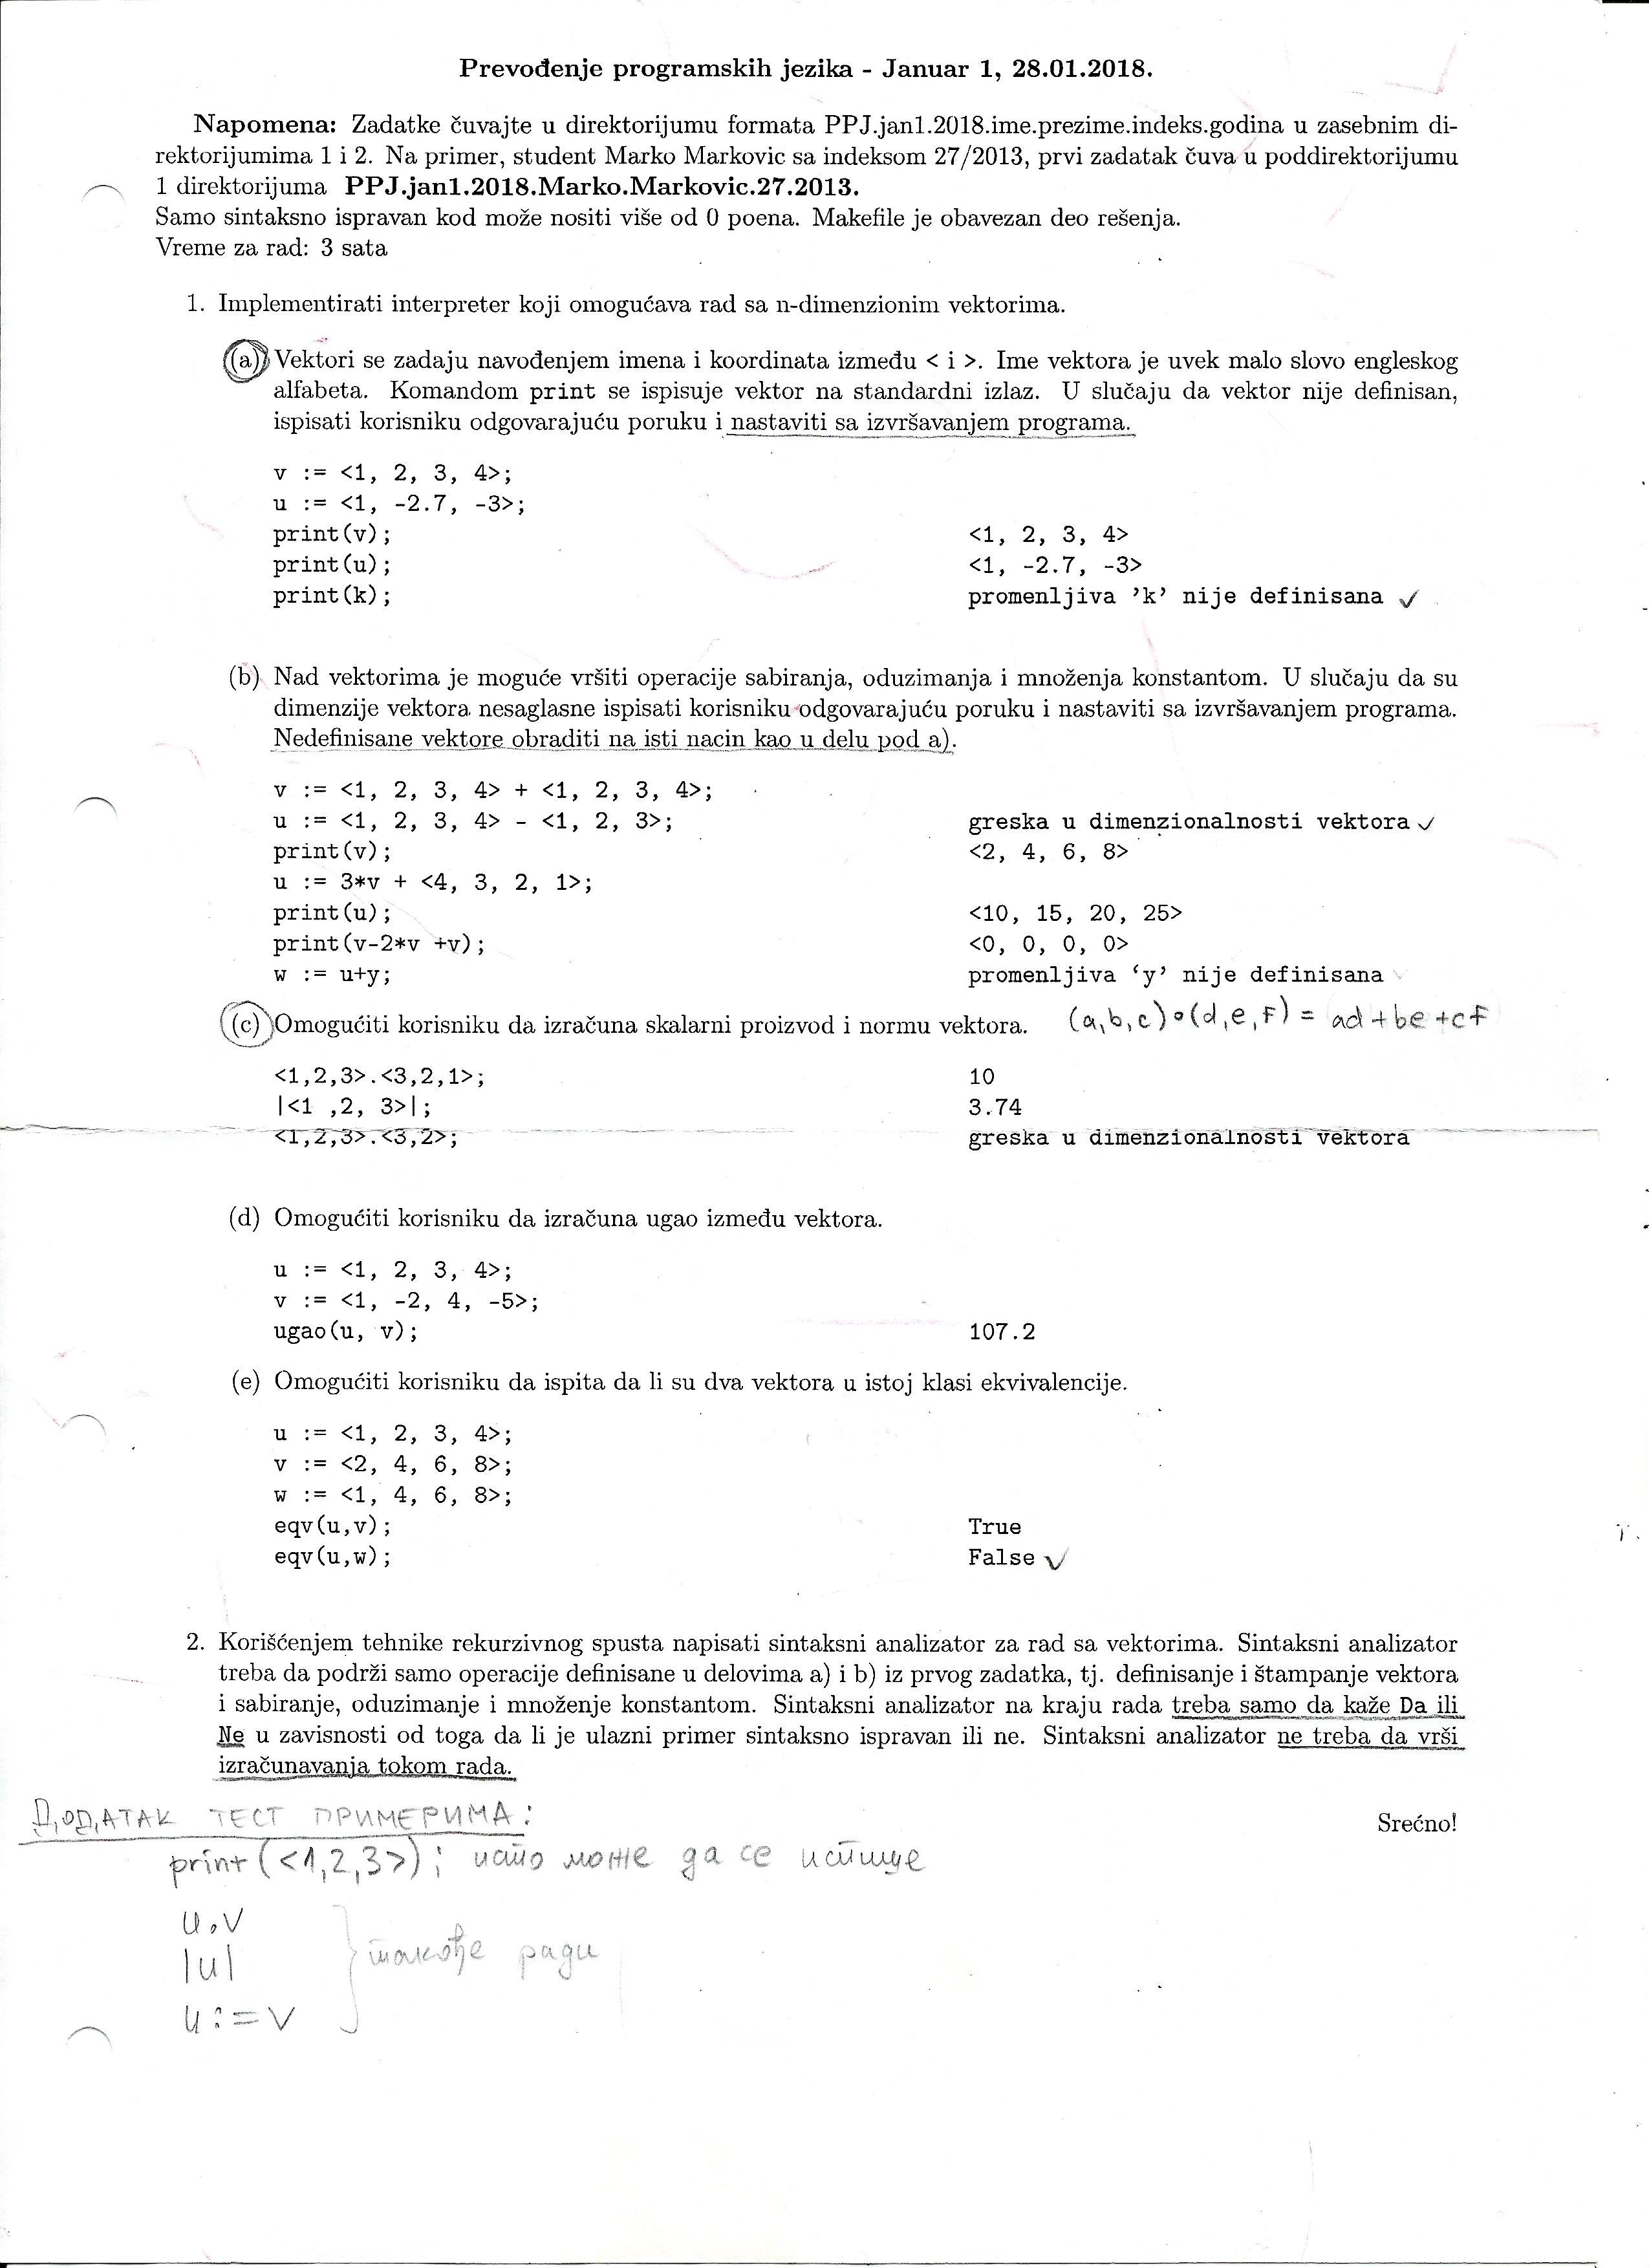 Prevođenje programskih jezika - Januar 1, 28.01.2018.
Napomena: Zadatke čuvajte u direktorijumu formata PPJ.jan1.2018.ime.prezime.indeks.godina u zasebnim di-
rektorijumima 1 i 2. Na primer, student Marko Markovic sa indeksom 27/2013, prvi zadatak čuva u poddirektorijumu
1 direktorijuma PPJ.jan1.2018.Marko.Markovic.27.2013.
Samo sintaksno ispravan kod može nositi više od 0 poena. Makefile je obavezan deo rešenja.
Vreme za rad: 3 sata
1. Implementirati interpreter koji omogućava rad sa n-dimenzionim vektorima.
(a) Vektori se zadaju navođenjem imena i koordinata između < i >. Ime vektora je uvek malo slovo engleskog
alfabeta. Komandom print se ispisuje vektor na standardni izlaz. U slučaju da vektor nije definisan,
ispisati korisniku odgovarajuću poruku i nastaviti sa izvršavanjem programa.
v := <1, 2, 3, 4>;
u := <1, -2.7, -3>;
print(v); <1, 2, 3, 4>
print(u); <1, -2.7, -3>
print(k); promenljiva ’k’ nije definisana ✓
(b) Nad vektorima je moguće vršiti operacije sabiranja, oduzimanja i množenja konstantom. U slučaju da su
dimenzije vektora nesaglasne ispisati korisniku odgovarajuću poruku i nastaviti sa izvršavanjem programa.
Nedefinisane vektore obraditi na isti nacin kao u delu pod a).
v := <1, 2, 3, 4> + <1, 2, 3, 4>;
u := <1, 2, 3, 4> - <1, 2, 3>; greska u dimenzionalnosti vektora ✓
print(v); <2, 4, 6, 8>
u := 3*v + <4, 3, 2, 1>;
print(u); <10, 15, 20, 25>
print(v-2*v +v); <0, 0, 0, 0>
w := u+y; promenljiva ‘y’ nije definisana ✓
(c) Omogućiti korisniku da izračuna skalarni proizvod i normu vektora. (a,b,c)∘(d,e,f) = ad+be+cf
<1,2,3>.<3,2,1>; 10
|<1 ,2, 3>|; 3.74
<1,2,3>.<3,2>; greska u dimenzionalnosti vektora
(d) Omogućiti korisniku da izračuna ugao između vektora.
u := <1, 2, 3, 4>;
v := <1, -2, 4, -5>;
ugao(u, v); 107.2
(e) Omogućiti korisniku da ispita da li su dva vektora u istoj klasi ekvivalencije.
u := <1, 2, 3, 4>;
v := <2, 4, 6, 8>;
w := <1, 4, 6, 8>;
eqv(u,v); True
eqv(u,w); False ✓
2. Korišćenjem tehnike rekurzivnog spusta napisati sintaksni analizator za rad sa vektorima. Sintaksni analizator
treba da podrži samo operacije definisane u delovima a) i b) iz prvog zadatka, tj. definisanje i štampanje vektora
i sabiranje, oduzimanje i množenje konstantom. Sintaksni analizator na kraju rada treba samo da kaže Da ili
Ne u zavisnosti od toga da li je ulazni primer sintaksno ispravan ili ne. Sintaksni analizator ne treba da vrši
izračunavanja tokom rada.
Srećno!
ДОДАТАК ТЕСТ ПРИМЕРИМА:
print(<1,2,3>); може да се испише
u∘v
|u| } такође ради
u:=v